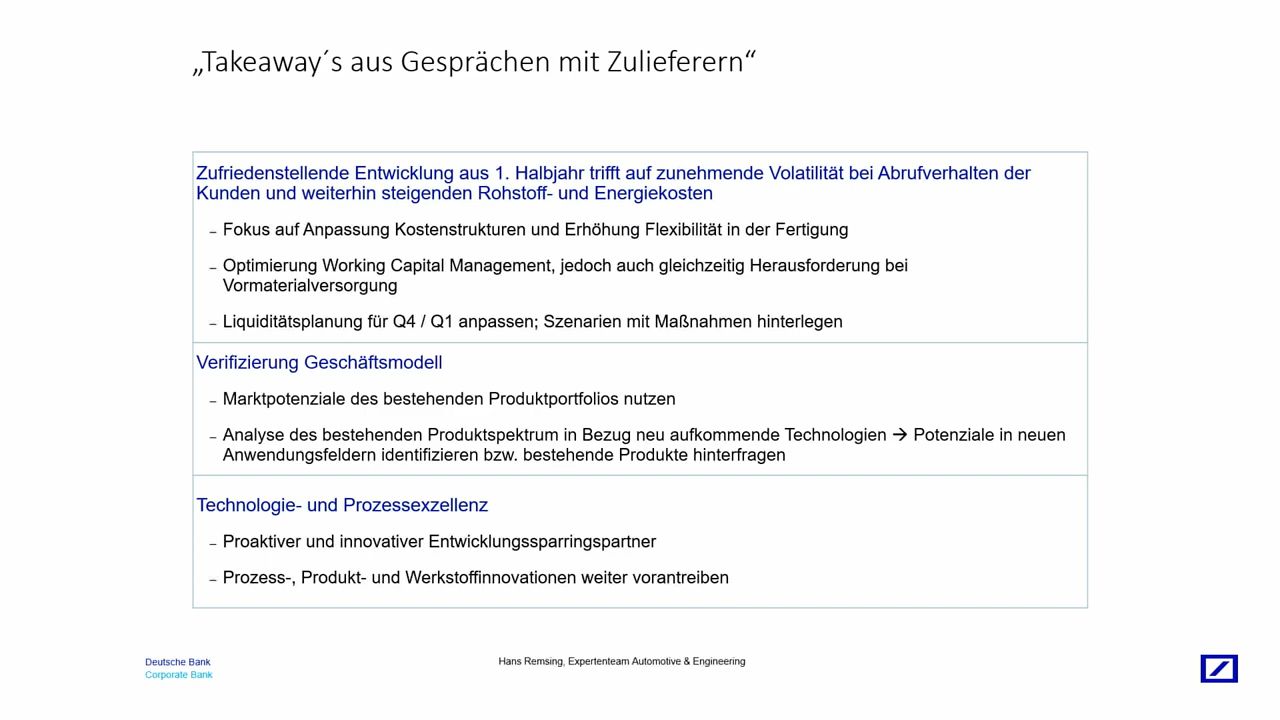 „Takeaway´s aus Gesprächen mit Zulieferern“
Zufriedenstellende Entwicklung aus 1. Halbjahr trifft auf zunehmende Volatilität bei Abrufverhalten der
Kunden und weiterhin steigenden Rohstoff- und Energiekosten
– Fokus auf Anpassung Kostenstrukturen und Erhöhung Flexibilität in der Fertigung
– Optimierung Working Capital Management, jedoch auch gleichzeitig Herausforderung bei
Vormaterialversorgung
– Liquiditätsplanung für Q4 / Q1 anpassen; Szenarien mit Maßnahmen hinterlegen
Verifizierung Geschäftsmodell
– Marktpotenziale des bestehenden Produktportfolios nutzen
– Analyse des bestehenden Produktspektrum in Bezug neu aufkommende Technologien → Potenziale in neuen
Anwendungsfeldern identifizieren bzw. bestehende Produkte hinterfragen
Technologie- und Prozessexzellenz
– Proaktiver und innovativer Entwicklungssparringspartner
– Prozess-, Produkt- und Werkstoffinnovationen weiter vorantreiben
Deutsche Bank
Corporate Bank
Hans Remsing, Expertenteam Automotive & Engineering